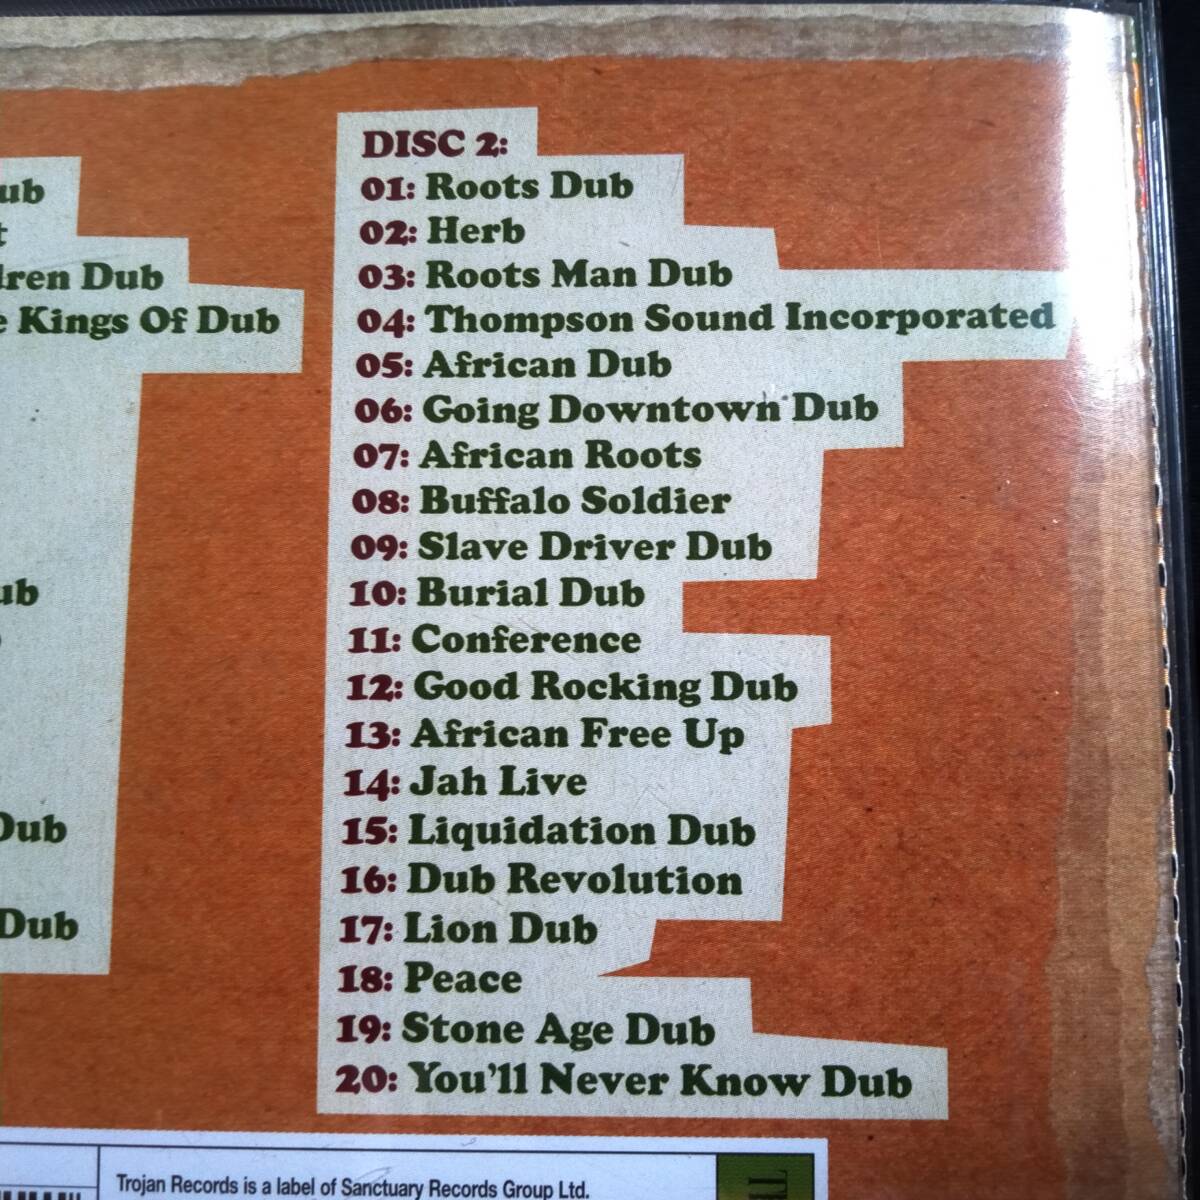 ub
t
dren Dub
e Kings Of Dub
ub
Dub
Dub
DISC 2:
01: Roots Dub
02: Herb
03: Roots Man Dub
04: Thompson Sound Incorporated
05: African Dub
06: Going Downtown Dub
07: African Roots
08: Buffalo Soldier
09: Slave Driver Dub
10: Burial Dub
11: Conference
12: Good Rocking Dub
13: African Free Up
14: Jah Live
15: Liquidation Dub
16: Dub Revolution
17: Lion Dub
18: Peace
19: Stone Age Dub
20: You'll Never Know Dub
Trojan Records is a label of Sanctuary Records Group Ltd.